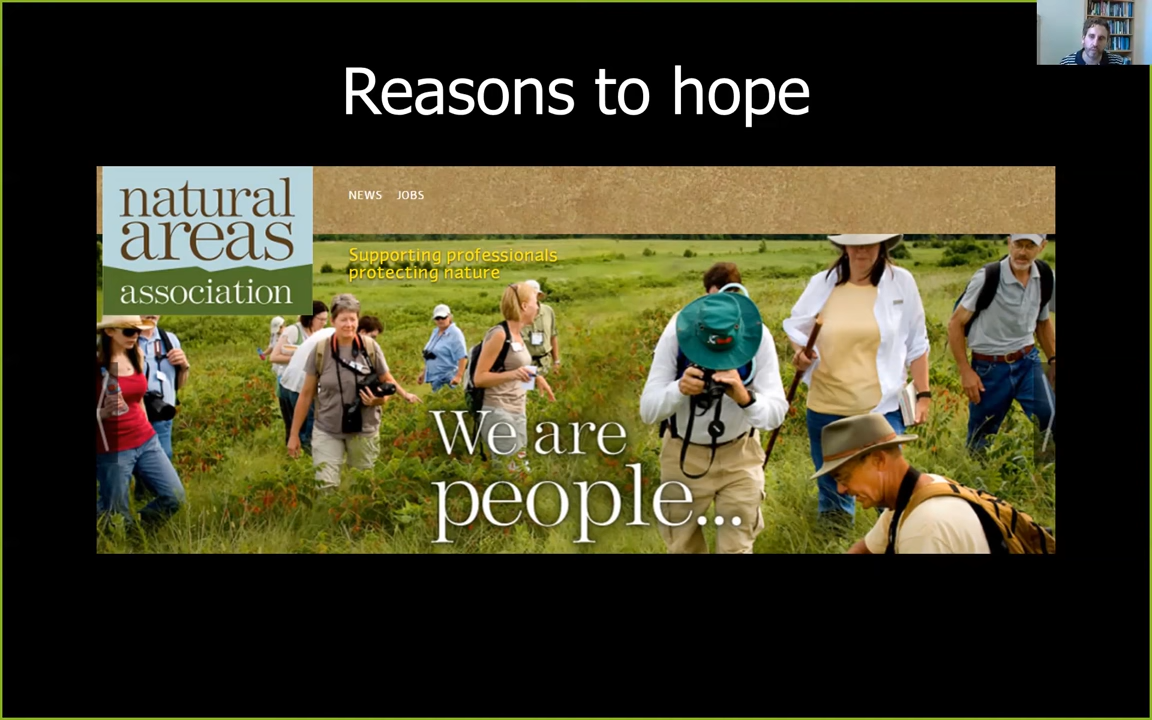 Reasons to hope
natural
areas
association
NEWS JOBS
Supporting professionals
protecting nature
We are
people...